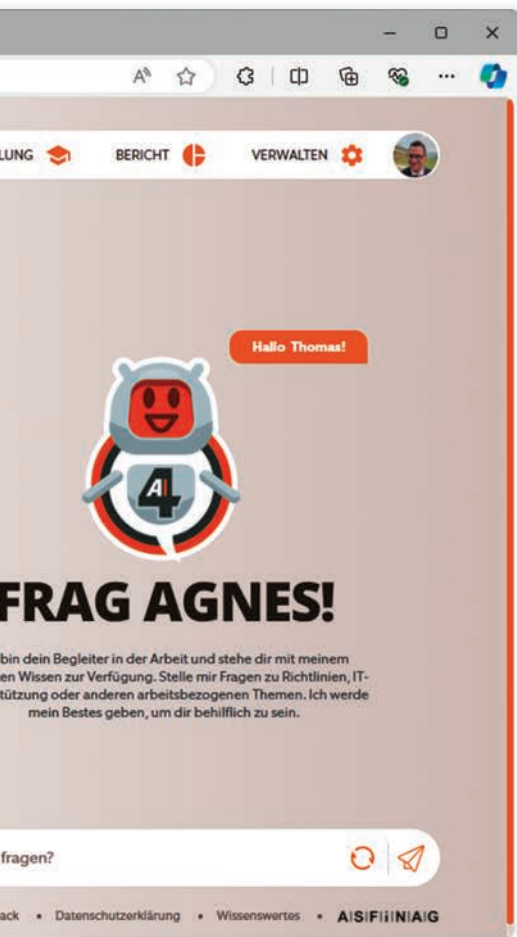 LUNG BERICHT VERWALTEN
Hallo Thomas!
AI
4
FRAG AGNES!
bin dein Begleiter in der Arbeit und stehe dir mit meinem
en Wissen zur Verfügung. Stelle mir Fragen zu Richtlinien, IT-
tützung oder anderen arbeitsbezogenen Themen. Ich werde
mein Bestes geben, um dir behilflich zu sein.
fragen?
ack • Datenschutzerklärung • Wissenswertes • A|S|F|i|N|A|G